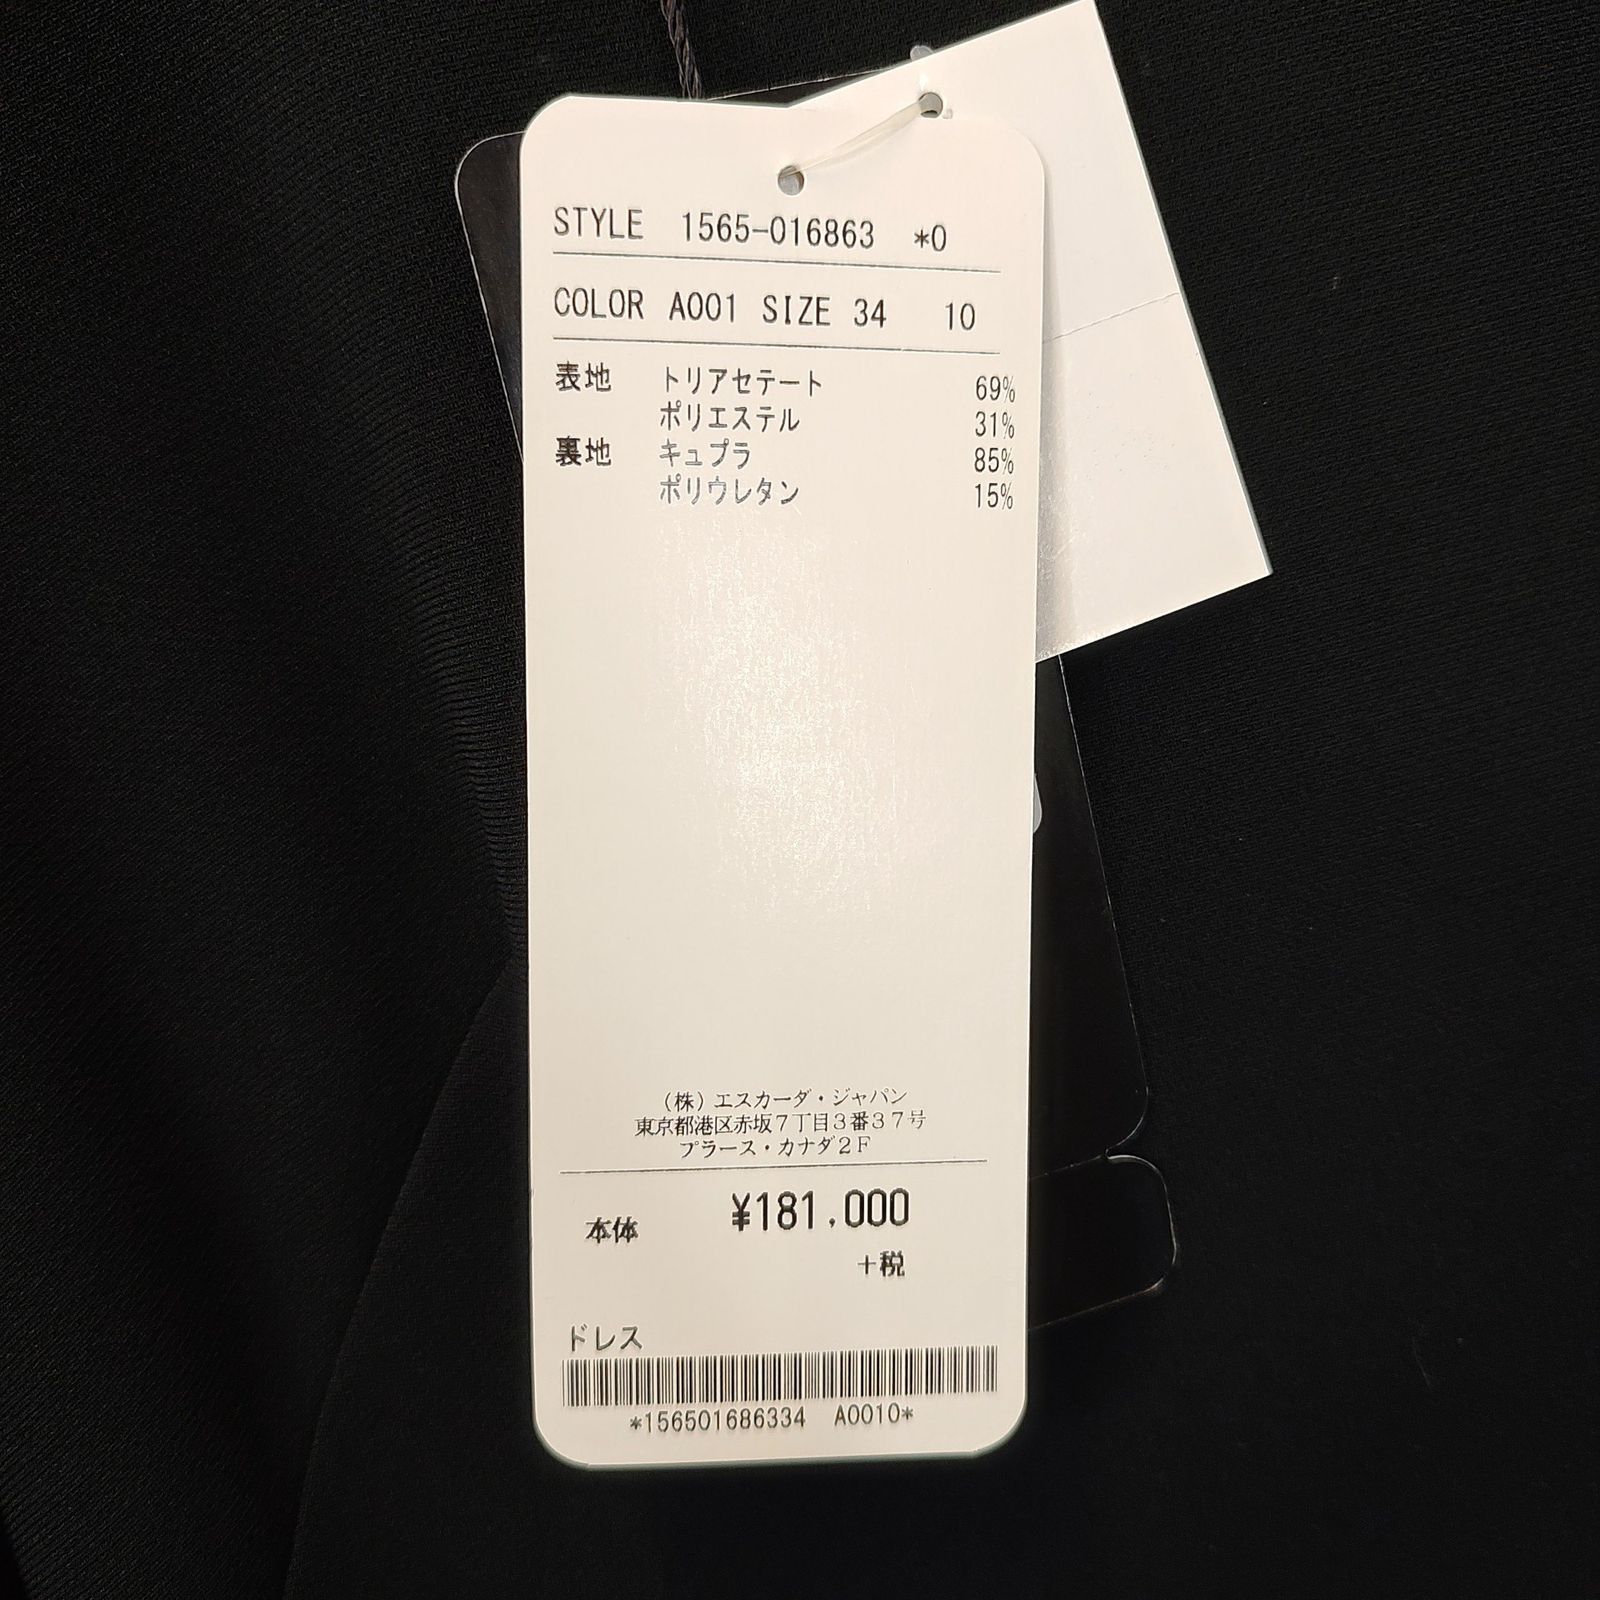 STYLE 1565-016863 *0
COLOR A001 SIZE 34 10
表地 トリアセテート 69%
ポリエステル 31%
裏地 キュプラ 85%
ポリウレタン 15%
(株)エスカーダ・ジャパン
東京都港区赤坂7丁目3番37号
プラース・カナダ2F
本体 ¥181,000
+税
ドレス
*156501686334 A0010*